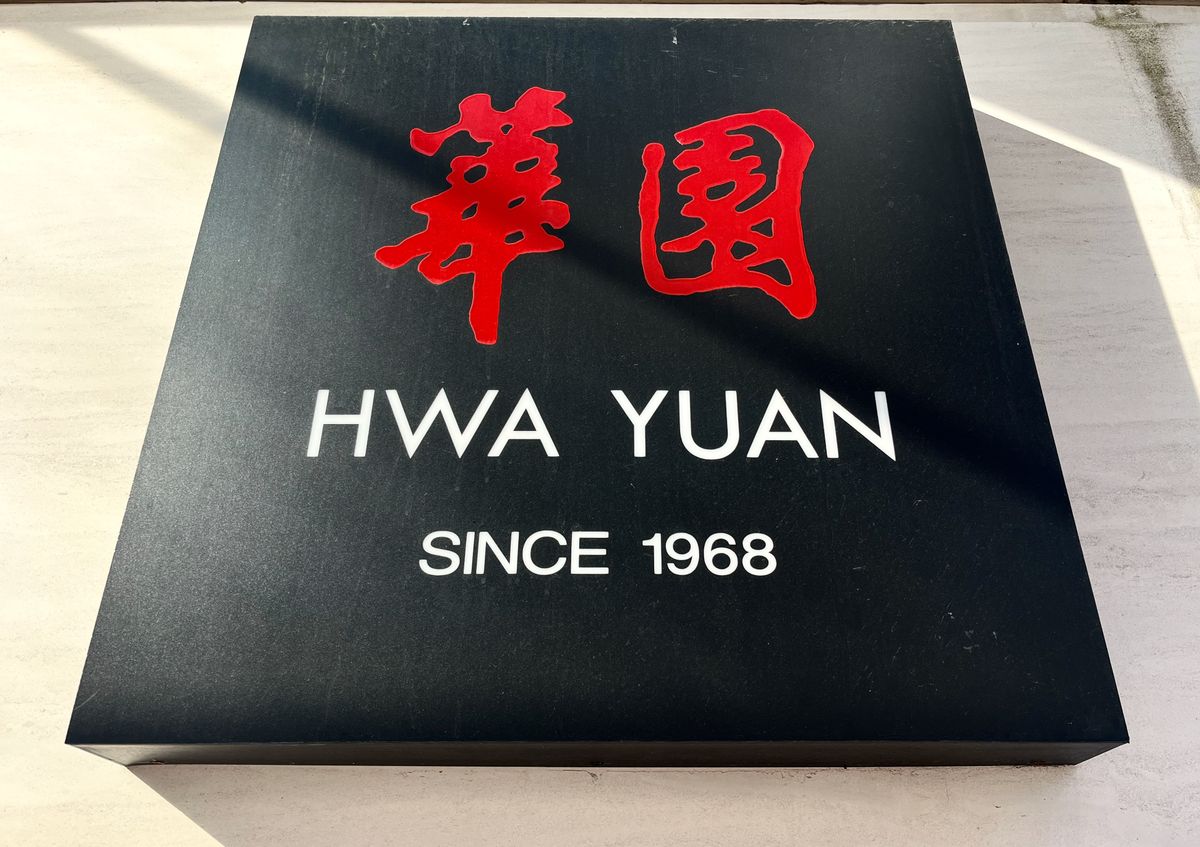 華園
HWA YUAN
SINCE 1968